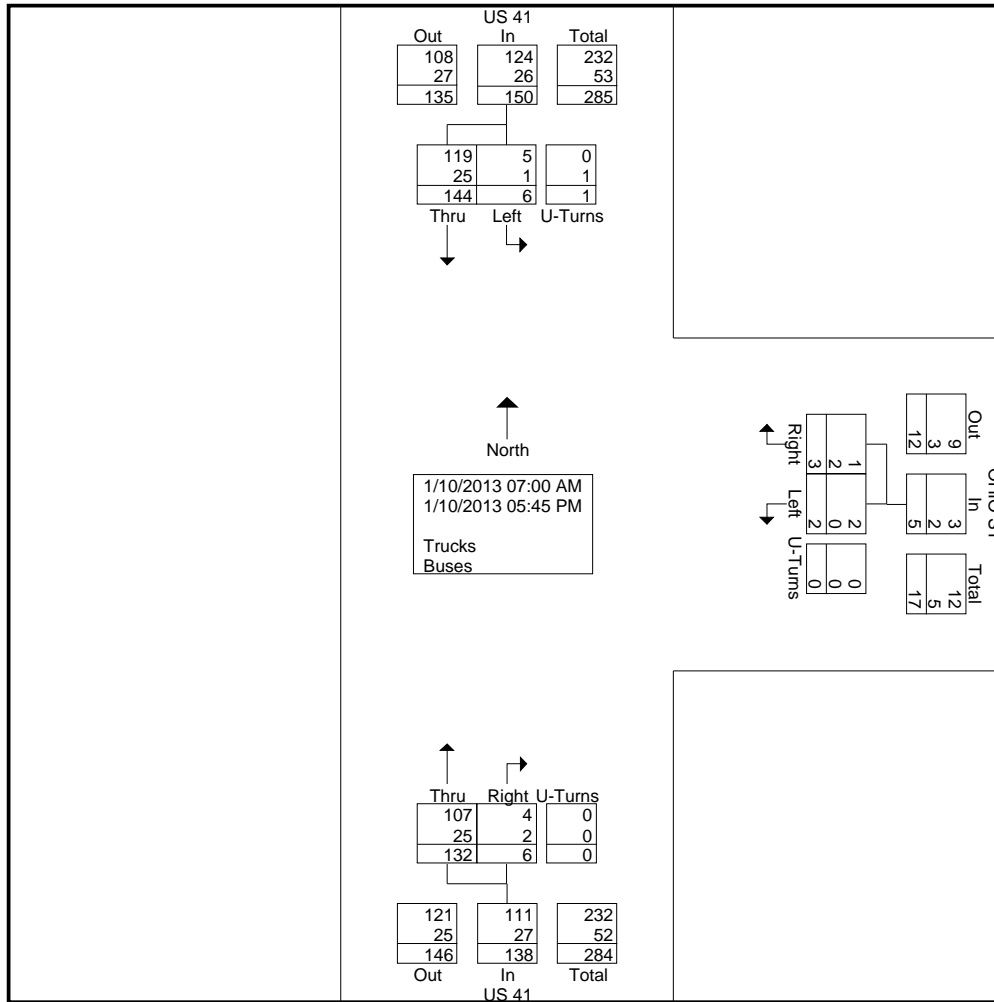 US 41
Out In Total
108 124 232
27 26 53
135 150 285
119 5 0
25 1 1
144 6 1
Thru Left U-Turns
North
1/10/2013 07:00 AM
1/10/2013 05:45 PM
Trucks
Buses
Out In Total
9 3 12
3 2 5
12 5 17
1 2 0
2 0 0
3 2 0
Right Left U-Turns
Thru Right U-Turns
107 4 0
25 2 0
132 6 0
121 111 232
25 27 52
146 138 284
Out In Total
US 41